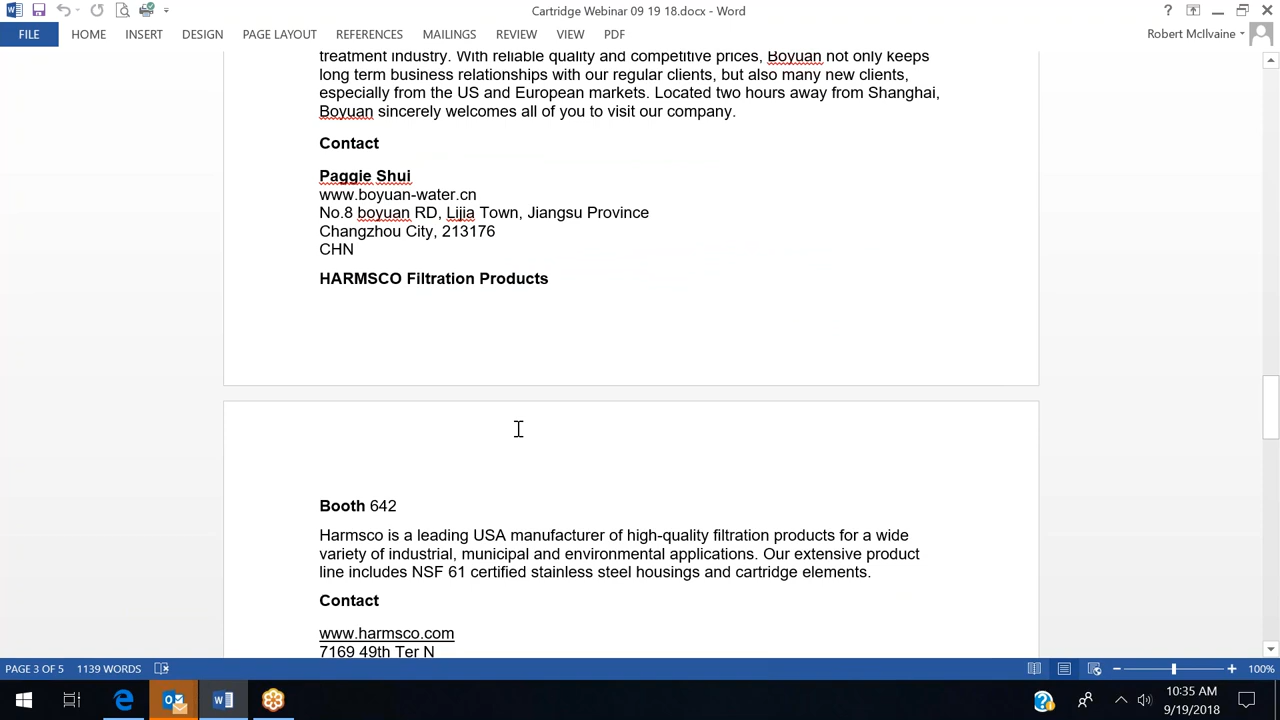 Cartridge Webinar 09 19 18.docx - Word
FILE HOME INSERT DESIGN PAGE LAYOUT REFERENCES MAILINGS REVIEW VIEW PDF Robert McIlvaine
treatment industry. With reliable quality and competitive prices, Boyuan not only keeps
long term business relationships with our regular clients, but also many new clients,
especially from the US and European markets. Located two hours away from Shanghai,
Boyuan sincerely welcomes all of you to visit our company.
Contact
Paggie Shui
www.boyuan-water.cn
No.8 boyuan RD, Lijia Town, Jiangsu Province
Changzhou City, 213176
CHN
HARMSCO Filtration Products
Booth 642
Harmsco is a leading USA manufacturer of high-quality filtration products for a wide
variety of industrial, municipal and environmental applications. Our extensive product
line includes NSF 61 certified stainless steel housings and cartridge elements.
Contact
www.harmsco.com
7169 49th Ter N
PAGE 3 OF 5 1139 WORDS 100%
10:35 AM
9/19/2018